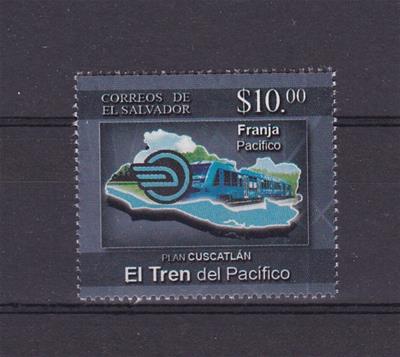 CORREOS DE
EL SALVADOR
$10.00
Franja
Pacífico
PLAN CUSCATLÁN
El Tren del Pacífico